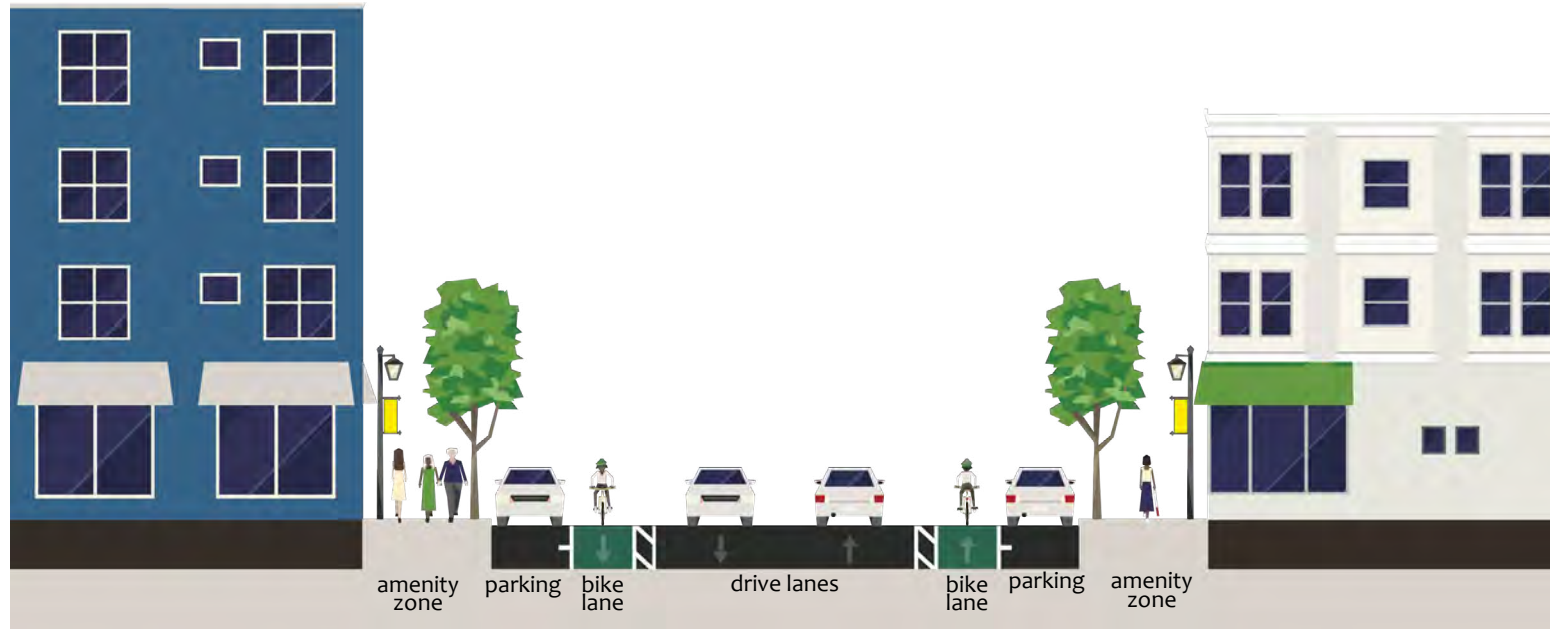 amenity
zone
parking
bike
lane
drive lanes
bike
lane
parking
amenity
zone